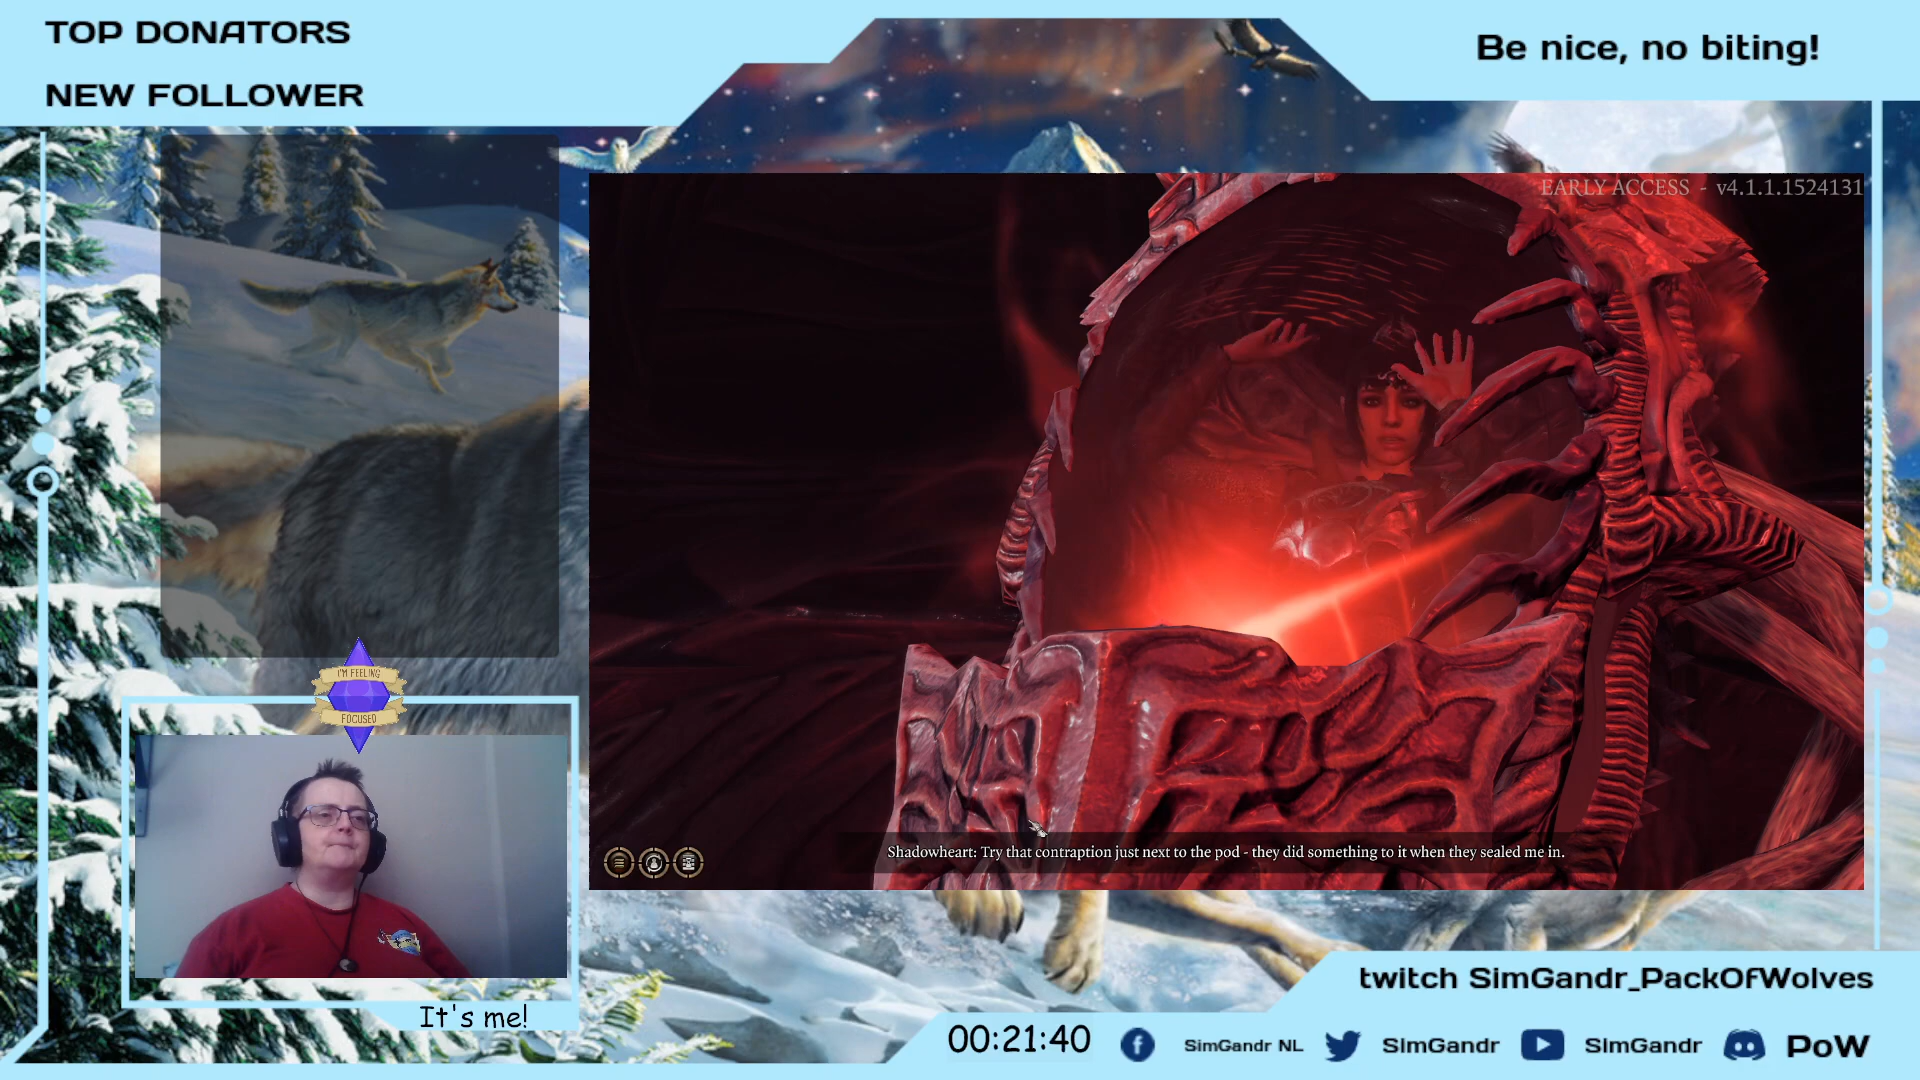 TOP DONATORS
NEW FOLLOWER
Be nice, no biting!
EARLY ACCESS - v4.1.1.1524131
I'M FEELING
FOCUSED
Shadowheart: Try that contraption just next to the pod - they did something to it when they sealed me in.
It's me!
twitch SimGandr_PackOfWolves
00:21:40
SimGandr NL
SimGandr
SimGandr
PoW